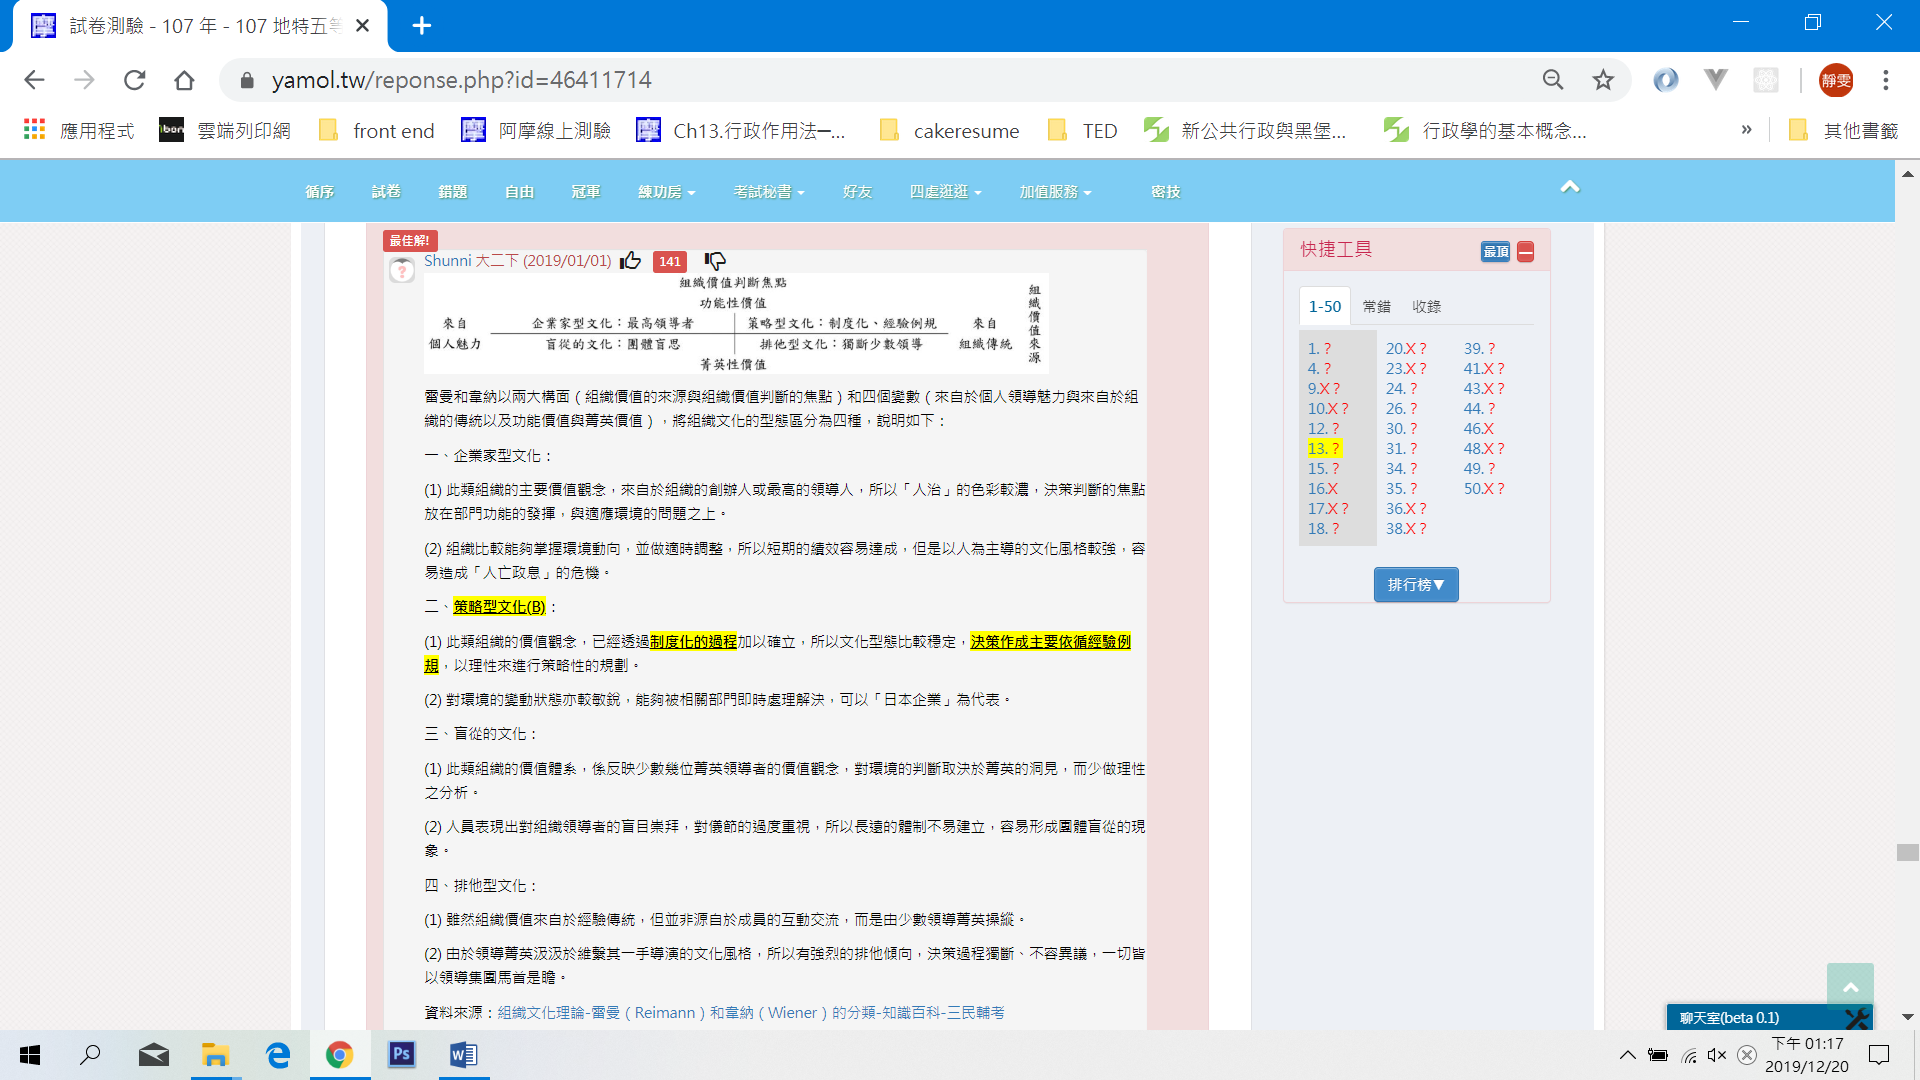 試卷測驗 - 107 年 - 107 地特五等
yamol.tw/reponse.php?id=46411714
靜雯
應用程式 ibon 雲端列印網 front end 阿摩線上測驗 Ch13.行政作用法─... cakeresume TED 新公共行政與黑堡... 行政學的基本概念... » 其他書籤
循序 試卷 錯題 自由 冠軍 練功房 考試秘書 好友 四處逛逛 加值服務 密技
最佳解!
Shunni 大二下 (2019/01/01) 141
組織價值判斷焦點
功能性價值
來自 企業家型文化：最高領導者 策略型文化：制度化、經驗例規 來自
個人魅力 盲從的文化：團體盲思 排他型文化：獨斷少數領導 組織傳統
菁英性價值
組織價值來源
雷曼和韋納以兩大構面（組織價值的來源與組織價值判斷的焦點）和四個變數（來自於個人領導魅力與來自於組
織的傳統以及功能價值與菁英價值），將組織文化的型態區分為四種，說明如下：
一、企業家型文化：
(1) 此類組織的主要價值觀念，來自於組織的創辦人或最高的領導人，所以「人治」的色彩較濃，決策判斷的焦點
放在部門功能的發揮，與適應環境的問題之上。
(2) 組織比較能夠掌握環境動向，並做適時調整，所以短期的績效容易達成，但是以人為主導的文化風格較強，容
易造成「人亡政息」的危機。
二、策略型文化(B)：
(1) 此類組織的價值觀念，已經透過制度化的過程加以確立，所以文化型態比較穩定，決策作成主要依循經驗例
規，以理性來進行策略性的規劃。
(2) 對環境的變動狀態亦較敏銳，能夠被相關部門即時處理解決，可以「日本企業」為代表。
三、盲從的文化：
(1) 此類組織的價值體系，係反映少數幾位菁英領導者的價值觀念，對環境的判斷取決於菁英的洞見，而少做理性
之分析。
(2) 人員表現出對組織領導者的盲目崇拜，對儀節的過度重視，所以長遠的體制不易建立，容易形成團體盲從的現
象。
四、排他型文化：
(1) 雖然組織價值來自於經驗傳統，但並非源自於成員的互動交流，而是由少數領導菁英操縱。
(2) 由於領導菁英汲汲於維繫其一手導演的文化風格，所以有強烈的排他傾向，決策過程獨斷、不容異議，一切皆
以領導集團馬首是瞻。
資料來源：組織文化理論-雷曼（Reimann）和韋納（Wiener）的分類-知識百科-三民輔考
快捷工具 最頂
1-50 常錯 收錄
1. ? 20.X ? 39. ?
4. ? 23.X ? 41.X ?
9.X ? 24. ? 43.X ?
10.X ? 26. ? 44. ?
12. ? 30. ? 46.X
13. ? 31. ? 48.X ?
15. ? 34. ? 49. ?
16.X 35. ? 50.X ?
17.X ? 36.X ?
18. ? 38.X ?
排行榜▼
聊天室(beta 0.1)
Ps
下午 01:17
2019/12/20